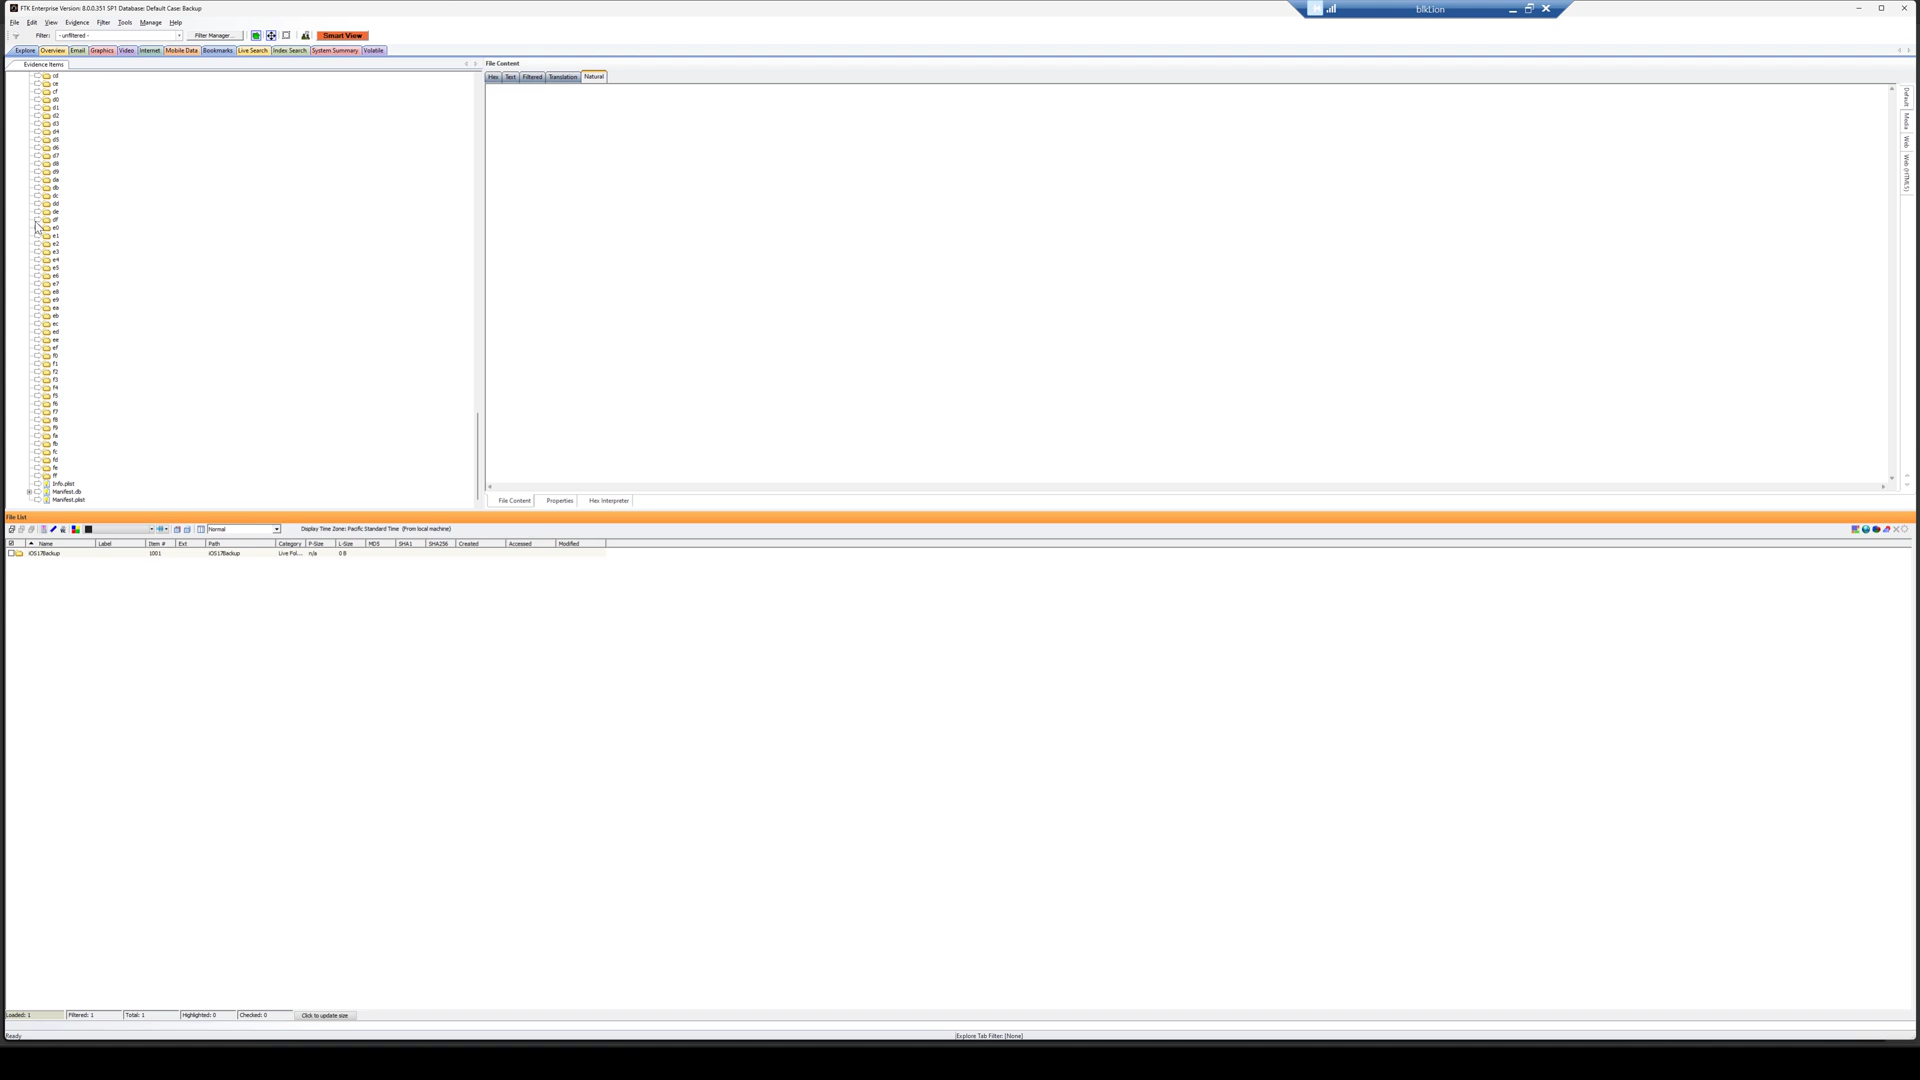 FTK Enterprise Version: 8.0.0.351 SP1 Database: Default Case: Backup
blkLion
File Edit View Evidence Filter Tools Manage Help
Filter: - unfiltered - Filter Manager... Smart View
Explore Overview Email Graphics Video Internet Mobile Data Bookmarks Live Search Index Search System Summary Volatile
Evidence Items
cd
ce
cf
d0
d1
d2
d3
d4
d5
d6
d7
d8
d9
da
db
dc
dd
de
df
e0
e1
e2
e3
e4
e5
e6
e7
e8
e9
ea
eb
ec
ed
ee
ef
f0
f1
f2
f3
f4
f5
f6
f7
f8
f9
fa
fb
fc
fd
fe
ff
Info.plist
Manifest.db
Manifest.plist
File Content
Hex Text Filtered Translation Natural
Default
Media
Web
Web (HTML5)
File Content Properties Hex Interpreter
File List
Normal Display Time Zone: Pacific Standard Time (From local machine)
Name Label Item # Ext Path Category P-Size L-Size MD5 SHA1 SHA256 Created Accessed Modified
iOS17Backup 1001 iOS17Backup Live Fol... n/a 0 B
Loaded: 1 Filtered: 1 Total: 1 Highlighted: 0 Checked: 0 Click to update size
Ready Explore Tab Filter: [None]